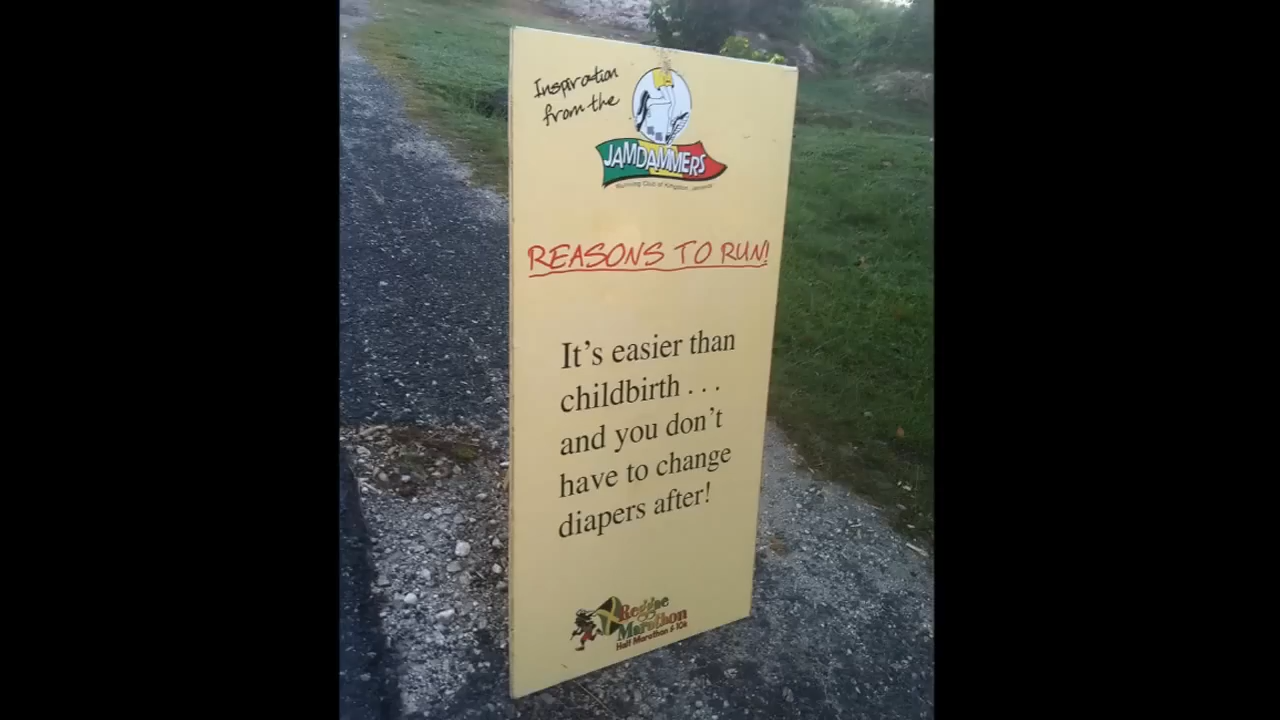 Inspiration
from the
JAMDAMMERS
Running Club of Kingston, Jamaica
REASONS TO RUN!
It's easier than
childbirth . . .
and you don't
have to change
diapers after!
Reggae
Marathon
Half Marathon & 10K